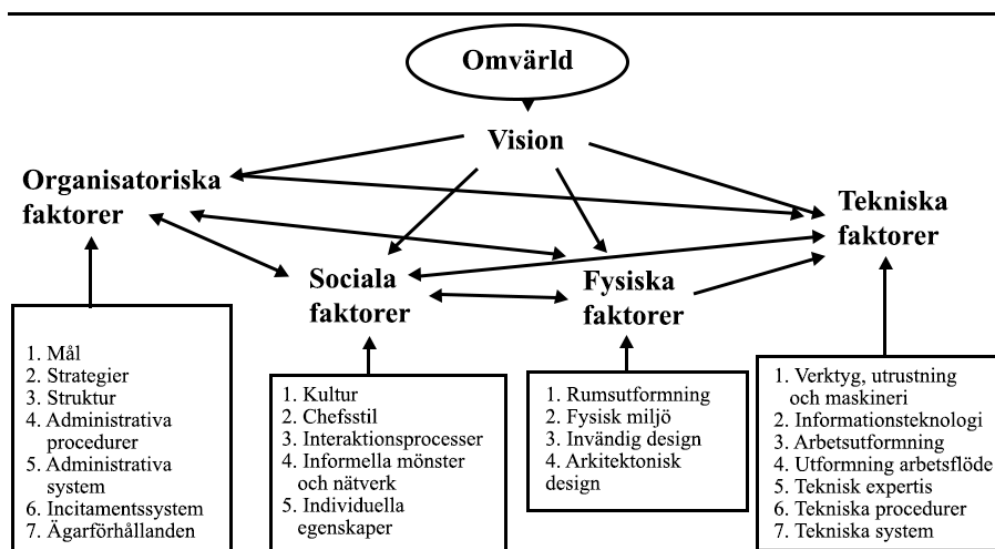 Omvärld
Vision
Organisatoriska
faktorer
Sociala
faktorer
Fysiska
faktorer
Tekniska
faktorer
1. Mål
2. Strategier
3. Struktur
4. Administrativa
procedurer
5. Administrativa
system
6. Incitamentssystem
7. Ägarförhållanden
1. Kultur
2. Chefsstil
3. Interaktionsprocesser
4. Informella mönster
och nätverk
5. Individuella
egenskaper
1. Rumsutformning
2. Fysisk miljö
3. Invändig design
4. Arkitektonisk
design
1. Verktyg, utrustning
och maskineri
2. Informationsteknologi
3. Arbetsutformning
4. Utformning arbetsflöde
5. Teknisk expertis
6. Tekniska procedurer
7. Tekniska system